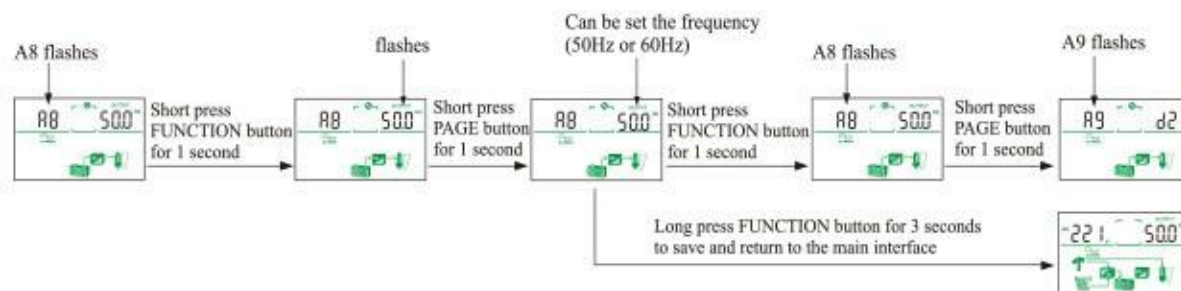 Can be set the frequency
(50Hz or 60Hz)
A8 flashes
flashes
A8 flashes
A9 flashes
A8 50.0
Short press
FUNCTION button
for 1 second
A8 50.0
Short press
PAGE button
for 1 second
A8 50.0
Short press
FUNCTION button
for 1 second
A8 50.0
Short press
PAGE button
for 1 second
A9 d2
Long press FUNCTION button for 3 seconds
to save and return to the main interface
221 50.0